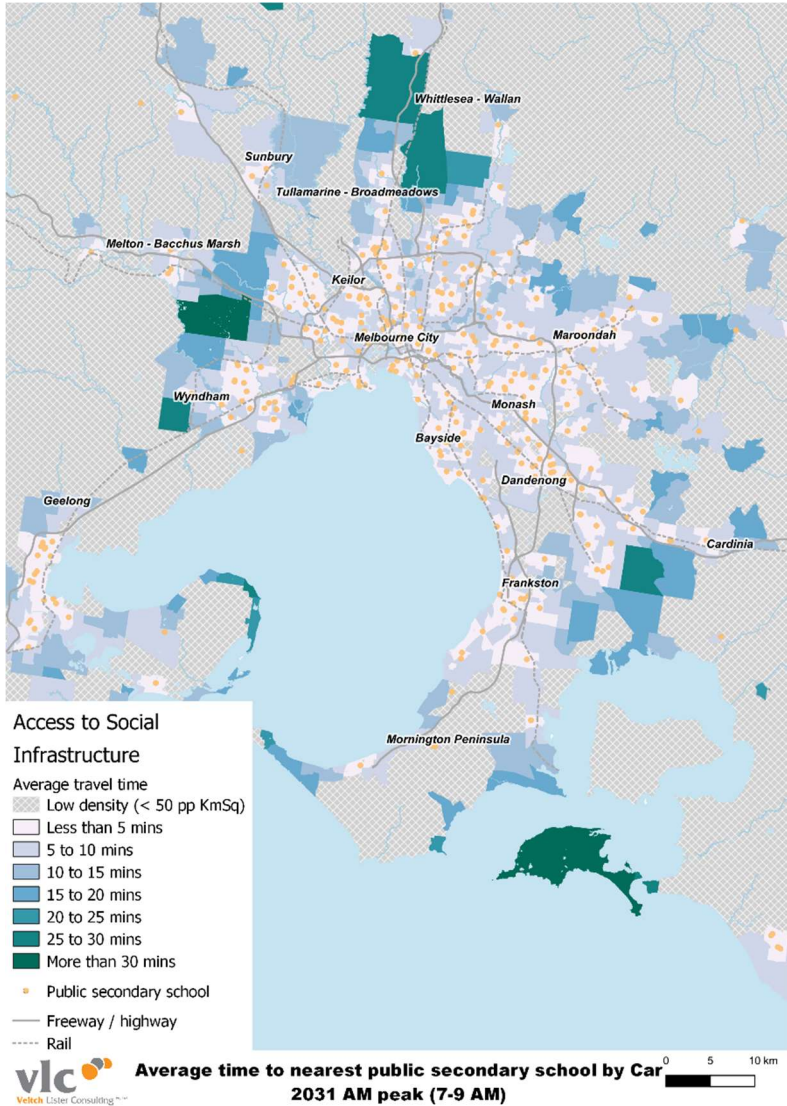 Whittlesea - Wallan
Sunbury
Tullamarine - Broadmeadows
Melton - Bacchus Marsh
Keilor
Melbourne City
Maroondah
Wyndham
Monash
Bayside
Dandenong
Geelong
Cardinia
Frankston
Mornington Peninsula
Access to Social
Infrastructure
Average travel time
Low density (< 50 pp KmSq)
Less than 5 mins
5 to 10 mins
10 to 15 mins
15 to 20 mins
20 to 25 mins
25 to 30 mins
More than 30 mins
Public secondary school
Freeway / highway
Rail
0 5 10 km
vlc
Veitch Lister Consulting
Average time to nearest public secondary school by Car
2031 AM peak (7-9 AM)